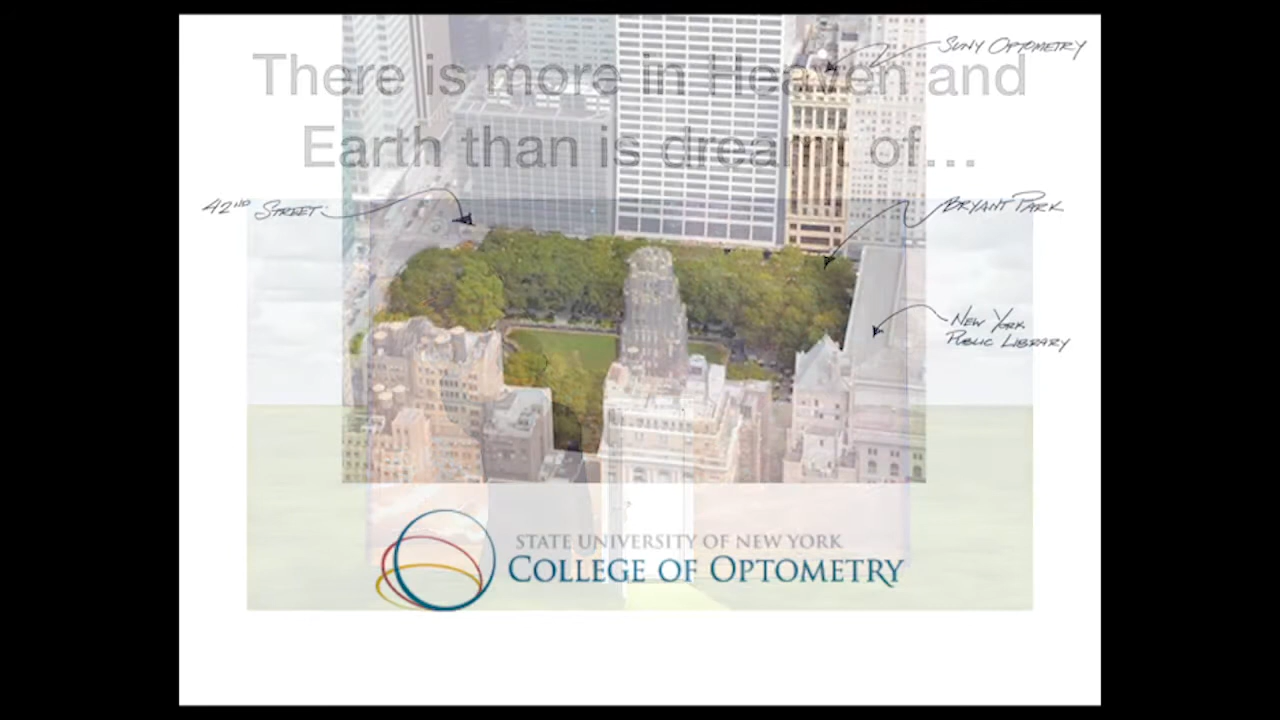 There is more in Heaven and
Earth than is dreamt of...
SUNY OPTOMETRY
42ND STREET
BRYANT PARK
NEW YORK
PUBLIC LIBRARY
STATE UNIVERSITY OF NEW YORK
COLLEGE OF OPTOMETRY